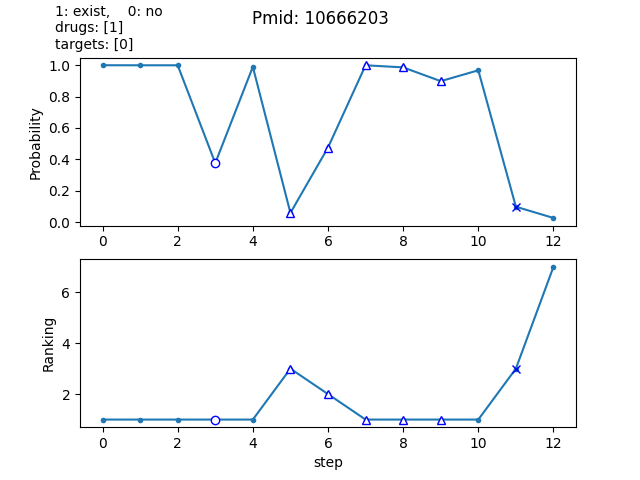 1: exist,    0: no
drugs: [1]
targets: [0]
Pmid: 10666203
Probability
1.0
0.8
0.6
0.4
0.2
0.0
0 2 4 6 8 10 12
Ranking
6
4
2
0 2 4 6 8 10 12
step